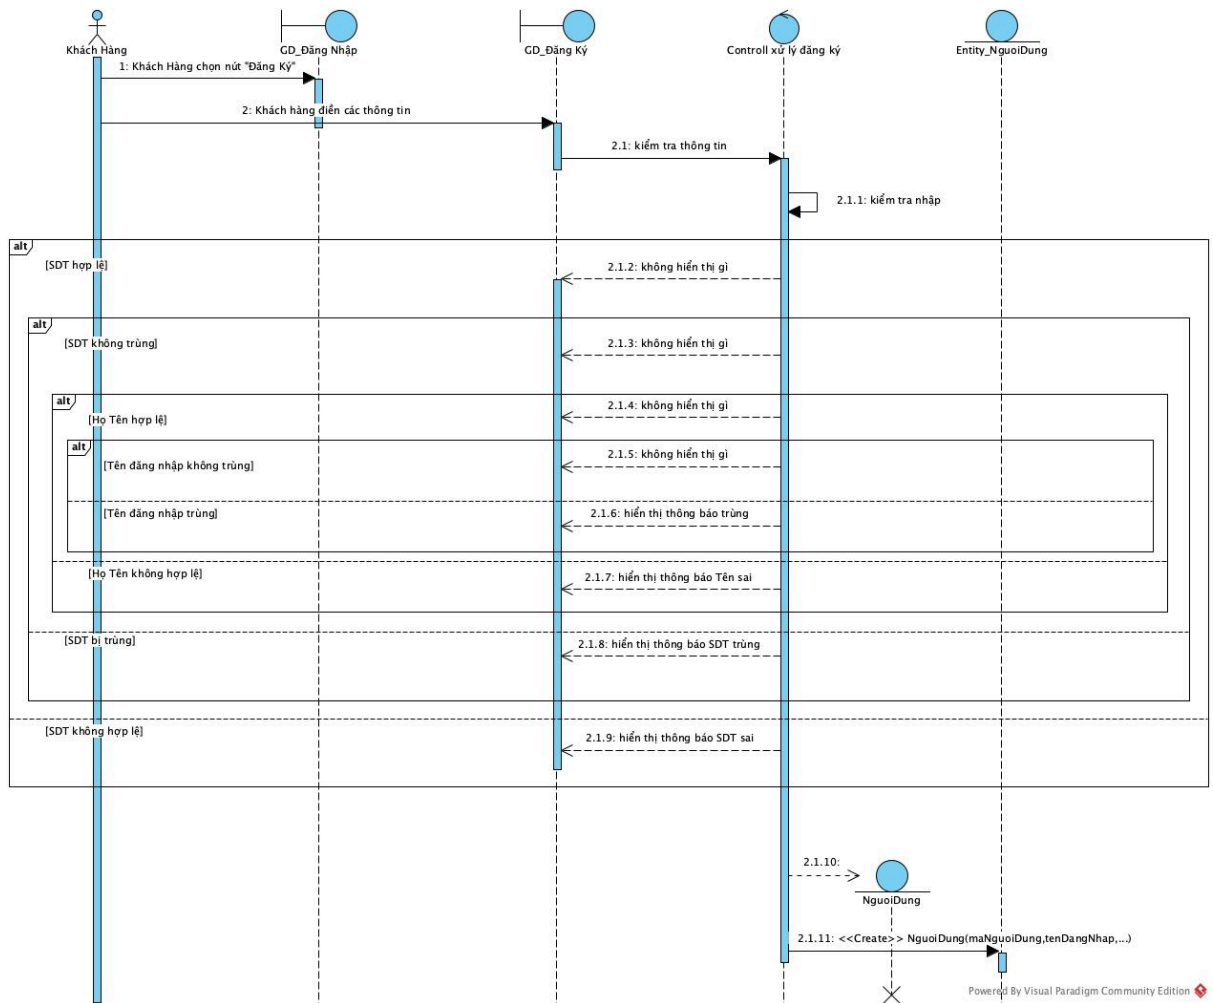 Khách Hàng
GD_Đăng Nhập
GD_Đăng Ký
Controll xử lý đăng ký
Entity_NguoiDung
1: Khách Hàng chọn nút "Đăng Ký"
2: Khách hàng điền các thông tin
2.1: kiểm tra thông tin
2.1.1: kiểm tra nhập
alt
[SDT hợp lệ]
2.1.2: không hiển thị gì
alt
[SDT không trùng]
2.1.3: không hiển thị gì
alt
[Họ Tên hợp lệ]
2.1.4: không hiển thị gì
alt
[Tên đăng nhập không trùng]
2.1.5: không hiển thị gì
[Tên đăng nhập trùng]
2.1.6: hiển thị thông báo trùng
[Họ Tên không hợp lệ]
2.1.7: hiển thị thông báo Tên sai
[SDT bị trùng]
2.1.8: hiển thị thông báo SDT trùng
[SDT không hợp lệ]
2.1.9: hiển thị thông báo SDT sai
2.1.10:
NguoiDung
2.1.11: <<Create>> NguoiDung(maNguoiDung,tenDangNhap,...)
Powered By Visual Paradigm Community Edition